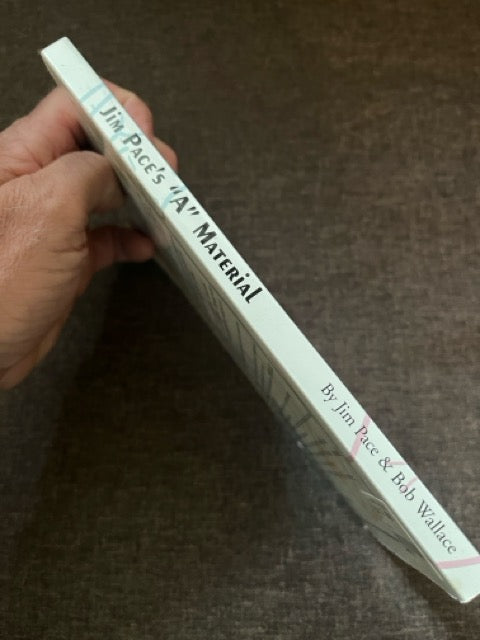 Jim Pace's "A" Material
By Jim Pace & Bob Wallace